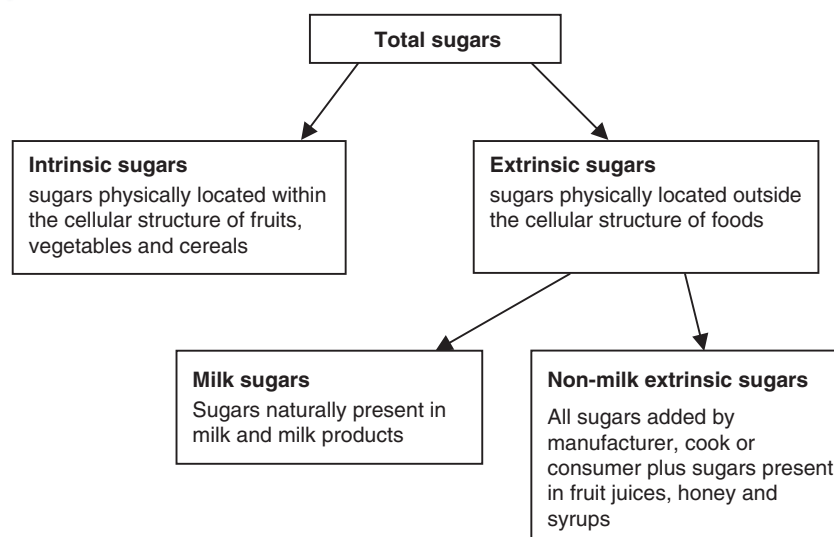 Total sugars
Intrinsic sugars
sugars physically located within
the cellular structure of fruits,
vegetables and cereals
Extrinsic sugars
sugars physically located outside
the cellular structure of foods
Milk sugars
Sugars naturally present in
milk and milk products
Non-milk extrinsic sugars
All sugars added by
manufacturer, cook or
consumer plus sugars present
in fruit juices, honey and
syrups